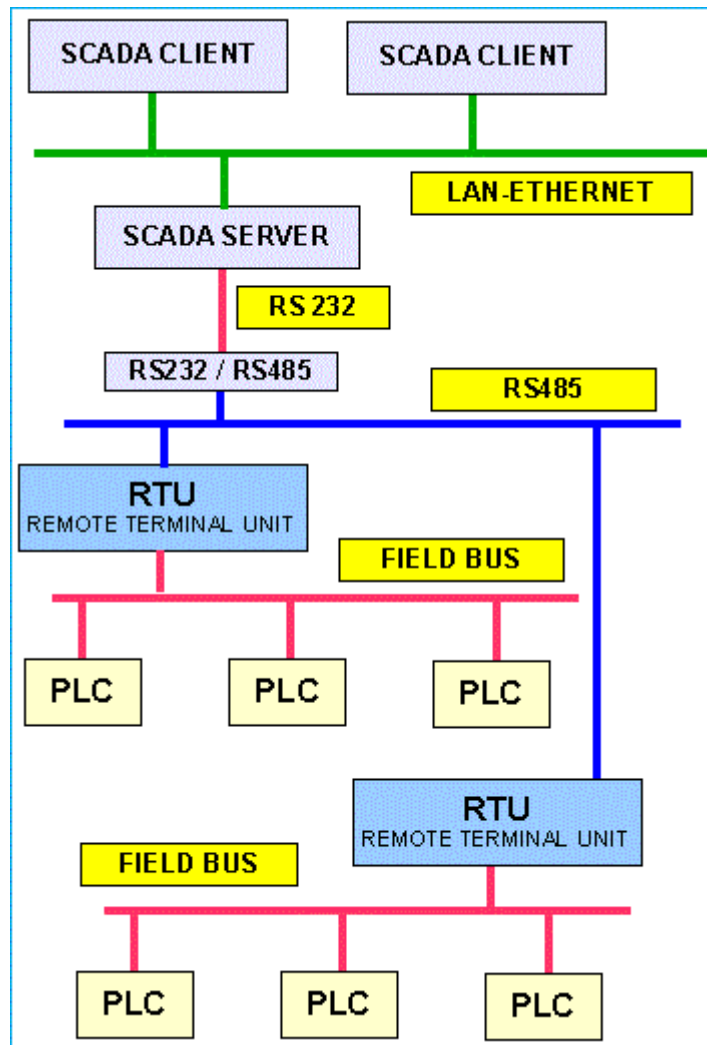 SCADA CLIENT
SCADA CLIENT
LAN-ETHERNET
SCADA SERVER
RS 232
RS232 / RS485
RS485
RTU
REMOTE TERMINAL UNIT
FIELD BUS
PLC
PLC
PLC
RTU
REMOTE TERMINAL UNIT
FIELD BUS
PLC
PLC
PLC